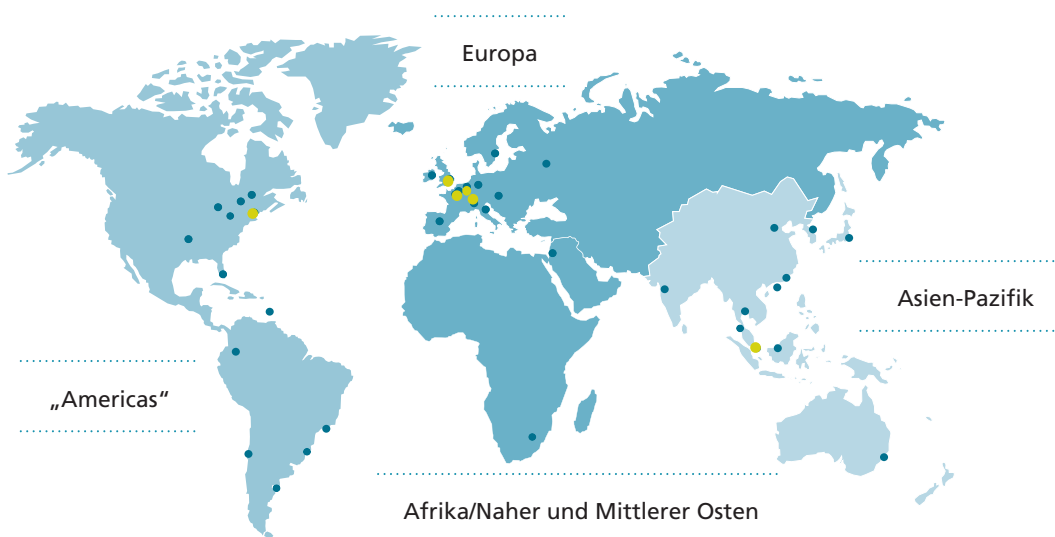 Europa
Asien-Pazifik
„Americas“
Afrika/Naher und Mittlerer Osten